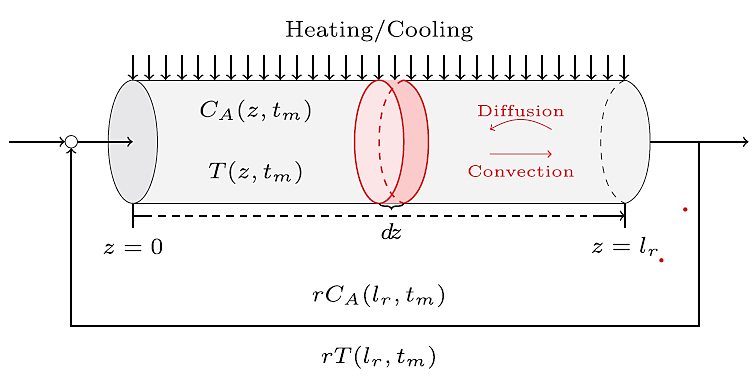 Heating/Cooling
C_A(z, t_m)
Diffusion
T(z, t_m)
Convection
dz
z = 0
z = l_r
rC_A(l_r, t_m)
rT(l_r, t_m)